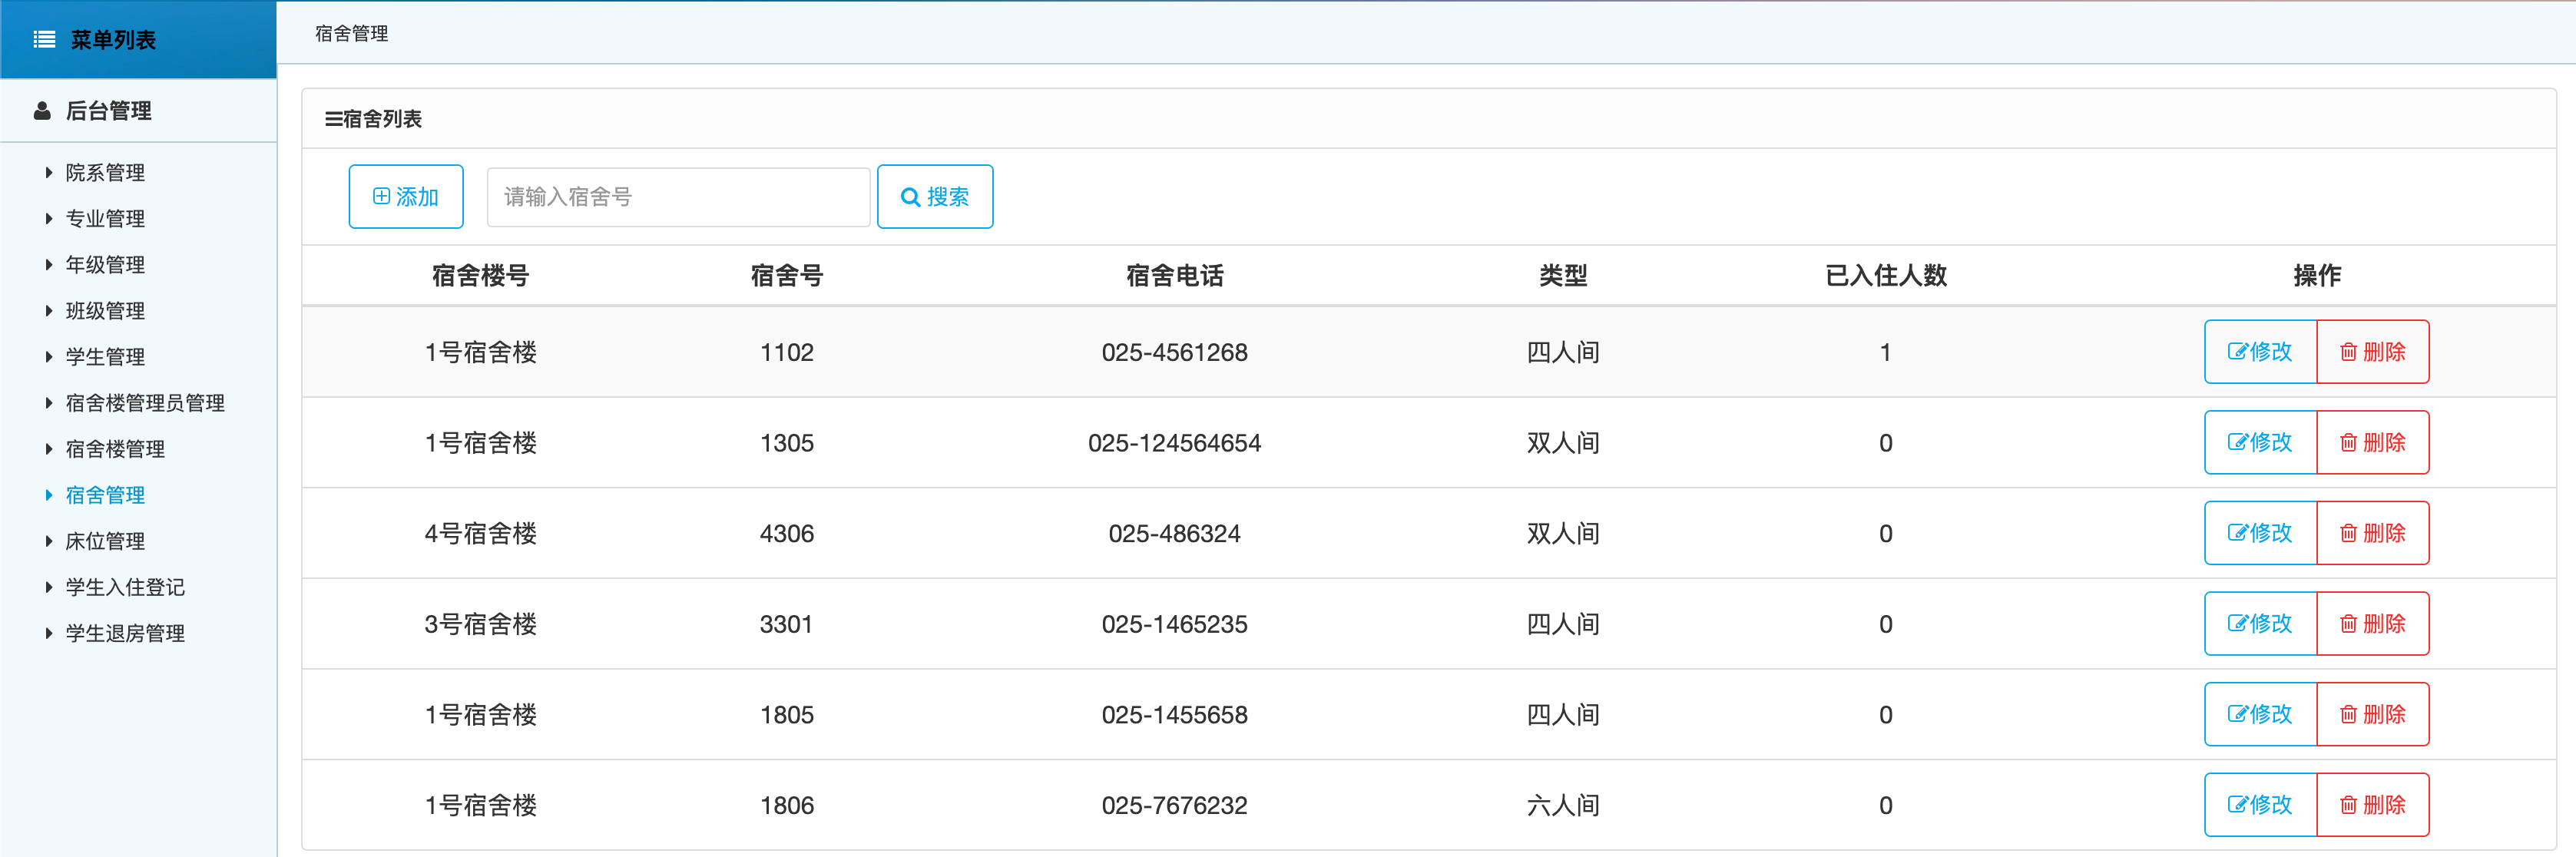 菜单列表
宿舍管理
后台管理
院系管理
专业管理
年级管理
班级管理
学生管理
宿舍楼管理员管理
宿舍楼管理
宿舍管理
床位管理
学生入住登记
学生退房管理
宿舍列表
添加 请输入宿舍号 搜索
宿舍楼号 宿舍号 宿舍电话 类型 已入住人数 操作
1号宿舍楼 1102 025-4561268 四人间 1 修改 删除
1号宿舍楼 1305 025-124564654 双人间 0 修改 删除
4号宿舍楼 4306 025-486324 双人间 0 修改 删除
3号宿舍楼 3301 025-1465235 四人间 0 修改 删除
1号宿舍楼 1805 025-1455658 四人间 0 修改 删除
1号宿舍楼 1806 025-7676232 六人间 0 修改 删除